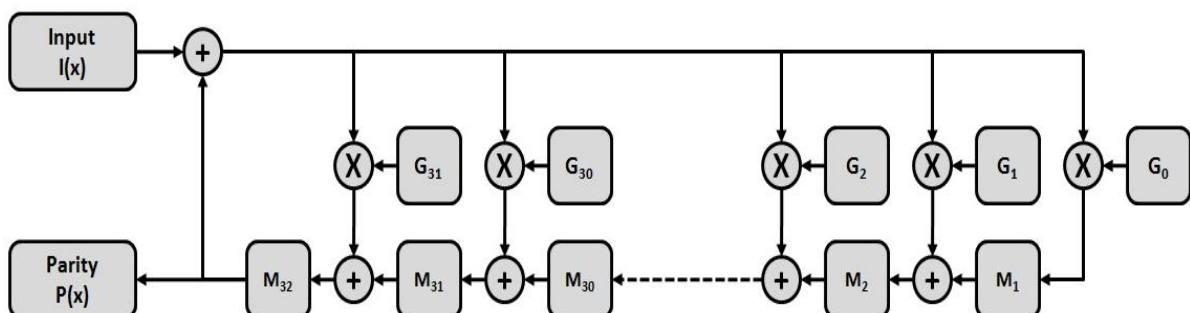 Input
I(x)
+
X
G₃₁
X
G₃₀
X
G₂
X
G₁
X
G₀
Parity
P(x)
M₃₂
+
M₃₁
+
M₃₀
+
M₂
+
M₁